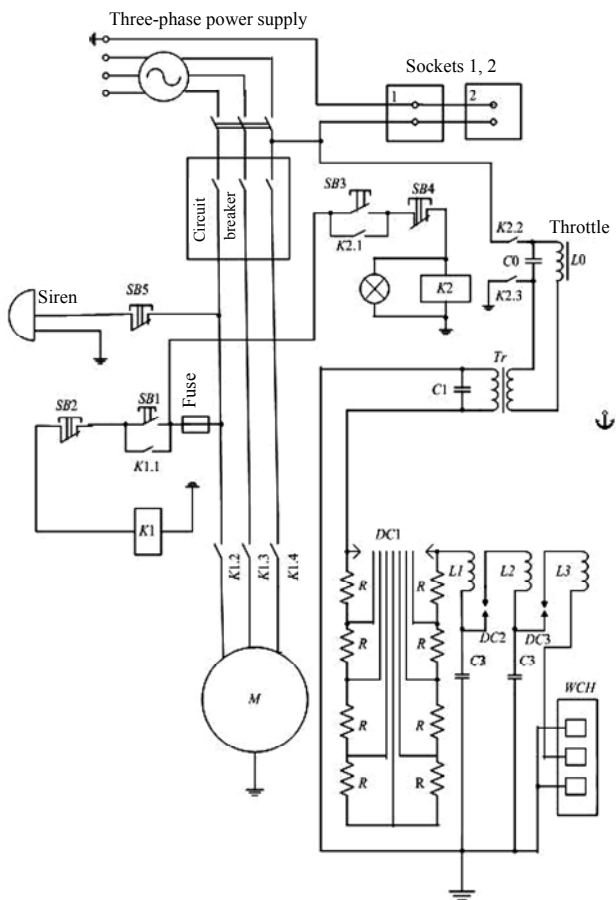 Three-phase power supply
Sockets 1, 2
1
2
Circuit
breaker
SB3
SB4
K2.1
K2
K2.2
Throttle
C0
L0
K2.3
Siren
SB5
Tr
C1
SB2
SB1
Fuse
K1.1
K1
K1.2
K1.3
K1.4
DC1
R
R
L1
L2
L3
R
R
DC2
DC3
C3
C3
WCH
M
R
R
R
R